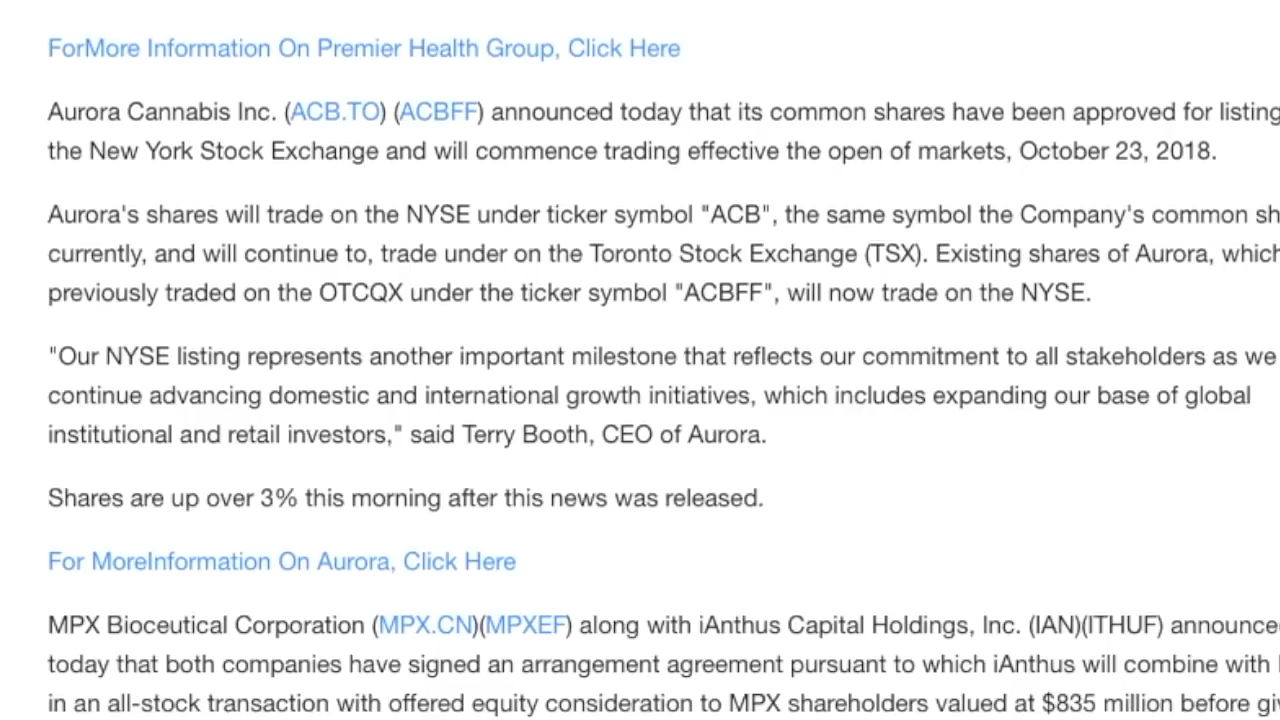 ForMore Information On Premier Health Group, Click Here
Aurora Cannabis Inc. (ACB.TO) (ACBFF) announced today that its common shares have been approved for listing
the New York Stock Exchange and will commence trading effective the open of markets, October 23, 2018.
Aurora's shares will trade on the NYSE under ticker symbol "ACB", the same symbol the Company's common sh
currently, and will continue to, trade under on the Toronto Stock Exchange (TSX). Existing shares of Aurora, which
previously traded on the OTCQX under the ticker symbol "ACBFF", will now trade on the NYSE.
"Our NYSE listing represents another important milestone that reflects our commitment to all stakeholders as we
continue advancing domestic and international growth initiatives, which includes expanding our base of global
institutional and retail investors," said Terry Booth, CEO of Aurora.
Shares are up over 3% this morning after this news was released.
For MoreInformation On Aurora, Click Here
MPX Bioceutical Corporation (MPX.CN)(MPXEF) along with iAnthus Capital Holdings, Inc. (IAN)(ITHUF) announce
today that both companies have signed an arrangement agreement pursuant to which iAnthus will combine with
in an all-stock transaction with offered equity consideration to MPX shareholders valued at $835 million before giv